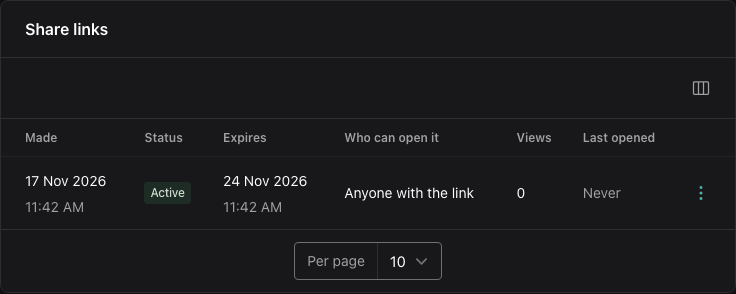 Share links
Made Status Expires Who can open it Views Last opened
17 Nov 2026 24 Nov 2026
Active Anyone with the link 0 Never
11:42 AM 11:42 AM
Per page 10